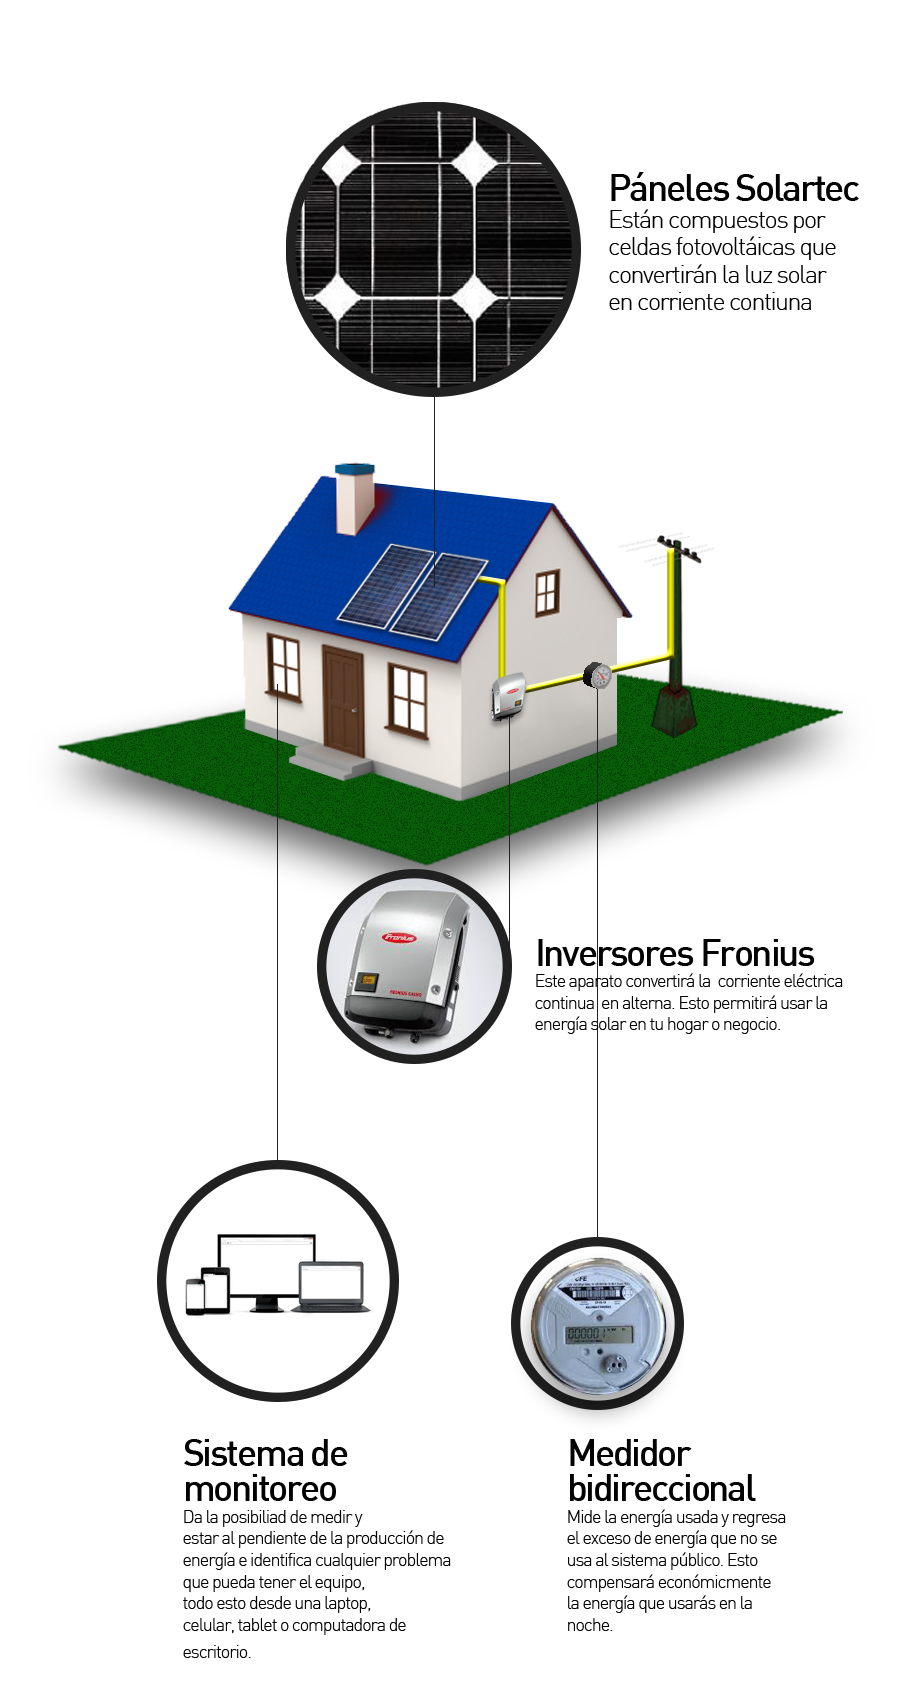 Páneles Solartec
Están compuestos por
celdas fotovoltáicas que
convertirán la luz solar
en corriente contiuna
Fronius
Inversores Fronius
Este aparato convertirá la corriente eléctrica
continua en alterna. Esto permitirá usar la
energía solar en tu hogar o negocio.
CFE
Sistema de
monitoreo
Da la posibiliad de medir y
estar al pendiente de la producción de
energía e identifica cualquier problema
que pueda tener el equipo,
todo esto desde una laptop,
celular, tablet o computadora de
escritorio.
Medidor
bidireccional
Mide la energía usada y regresa
el exceso de energía que no se
usa al sistema público. Esto
compensará económicmente
la energía que usarás en la
noche.